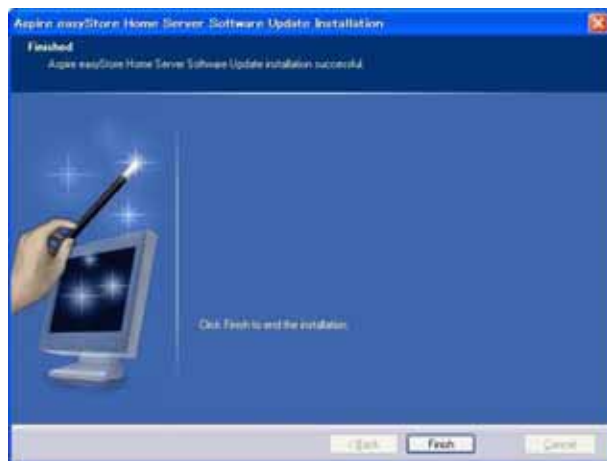 Aspire easyStore Home Server Software Update Installation
Finished
Aspire easyStore Home Server Software Update installation successful.
Click Finish to end the installation.
< Back
Finish
Cancel